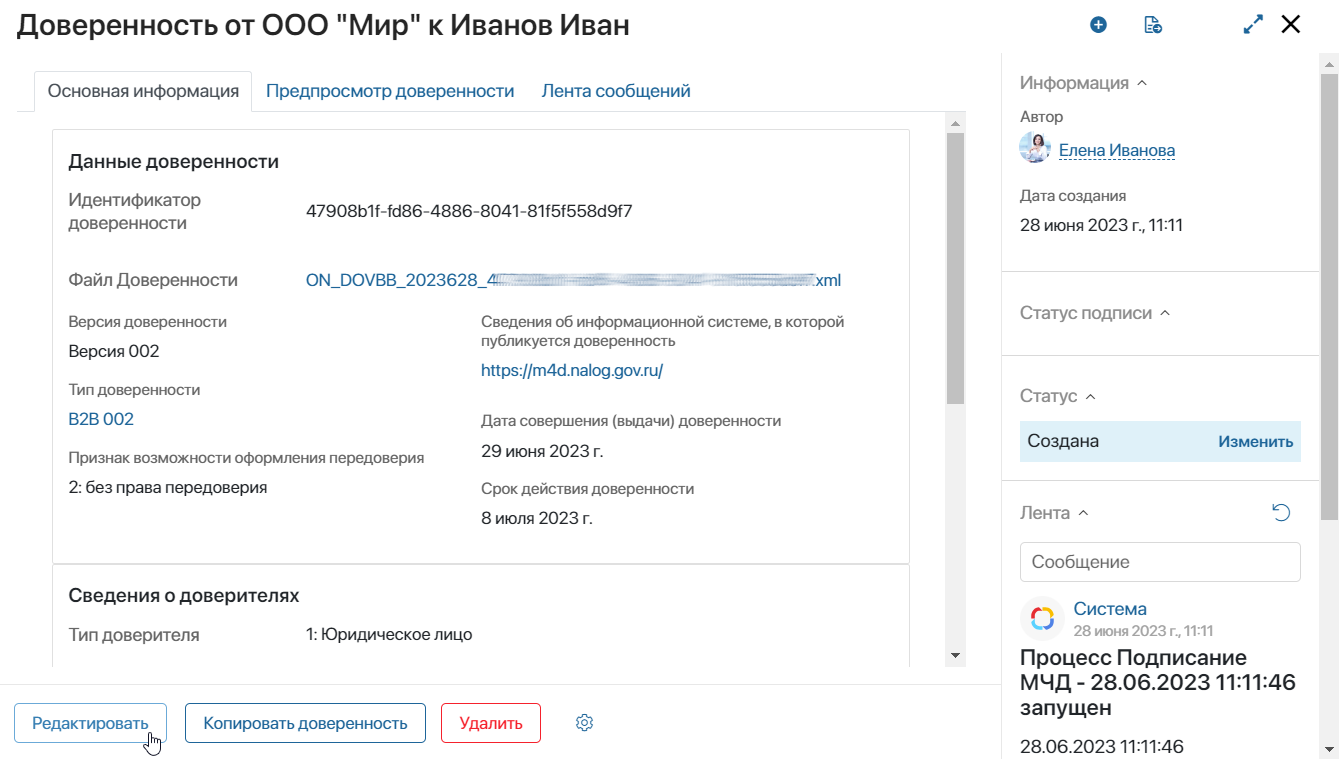 Доверенность от ООО "Мир" к Иванов Иван
Основная информация
Предпросмотр доверенности
Лента сообщений
Данные доверенности
Идентификатор
доверенности
47908b1f-fd86-4886-8041-81f5f558d9f7
Файл Доверенности
ON_DOVBB_2023628_4 .xml
Версия доверенности
Версия 002
Тип доверенности
B2B 002
Признак возможности оформления передоверия
2: без права передоверия
Сведения об информационной системе, в которой
публикуется доверенность
https://m4d.nalog.gov.ru/
Дата совершения (выдачи) доверенности
29 июня 2023 г.
Срок действия доверенности
8 июля 2023 г.
Сведения о доверителях
Тип доверителя
1: Юридическое лицо
Редактировать
Копировать доверенность
Удалить
Информация
Автор
Елена Иванова
Дата создания
28 июня 2023 г., 11:11
Статус подписи
Статус
Создана
Изменить
Лента
Сообщение
Система
28 июня 2023 г., 11:11
Процесс Подписание
МЧД - 28.06.2023 11:11:46
запущен
28.06.2023 11:11:46